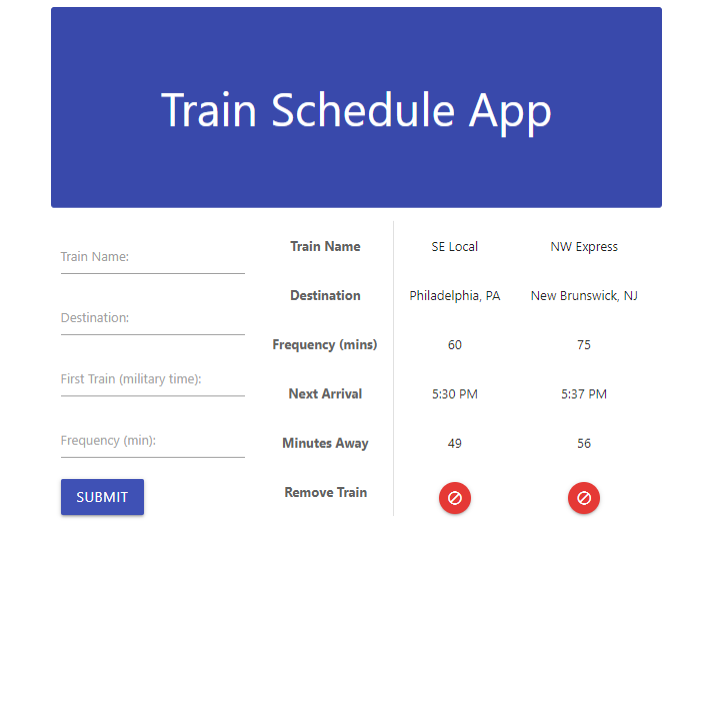 Train Schedule App
Train Name:
Destination:
First Train (military time):
Frequency (min):
SUBMIT
Train Name SE Local NW Express
Destination Philadelphia, PA New Brunswick, NJ
Frequency (mins) 60 75
Next Arrival 5:30 PM 5:37 PM
Minutes Away 49 56
Remove Train